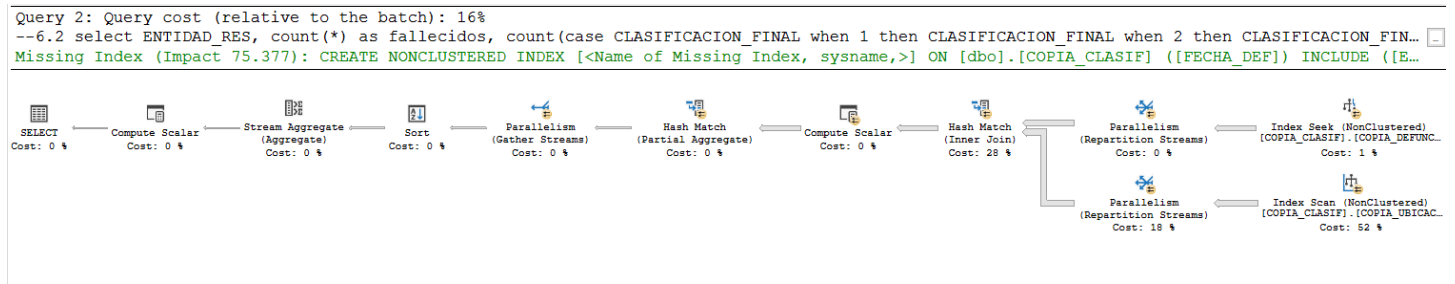 Query 2: Query cost (relative to the batch): 16%
--6.2 select ENTIDAD_RES, count(*) as fallecidos, count(case CLASIFICACION_FINAL when 1 then CLASIFICACION_FINAL when 2 then CLASIFICACION_FIN…
Missing Index (Impact 75.377): CREATE NONCLUSTERED INDEX [<Name of Missing Index, sysname,>] ON [dbo].[COPIA_CLASIF] ([FECHA_DEF]) INCLUDE ([E…
SELECT
Cost: 0 %
Compute Scalar
Cost: 0 %
Stream Aggregate
(Aggregate)
Cost: 0 %
Sort
Cost: 0 %
Parallelism
(Gather Streams)
Cost: 0 %
Hash Match
(Partial Aggregate)
Cost: 0 %
Compute Scalar
Cost: 0 %
Hash Match
(Inner Join)
Cost: 28 %
Parallelism
(Repartition Streams)
Cost: 0 %
Index Seek (NonClustered)
[COPIA_CLASIF].[COPIA_DEFUNC…
Cost: 1 %
Parallelism
(Repartition Streams)
Cost: 18 %
Index Scan (NonClustered)
[COPIA_CLASIF].[COPIA_UBICAC…
Cost: 52 %